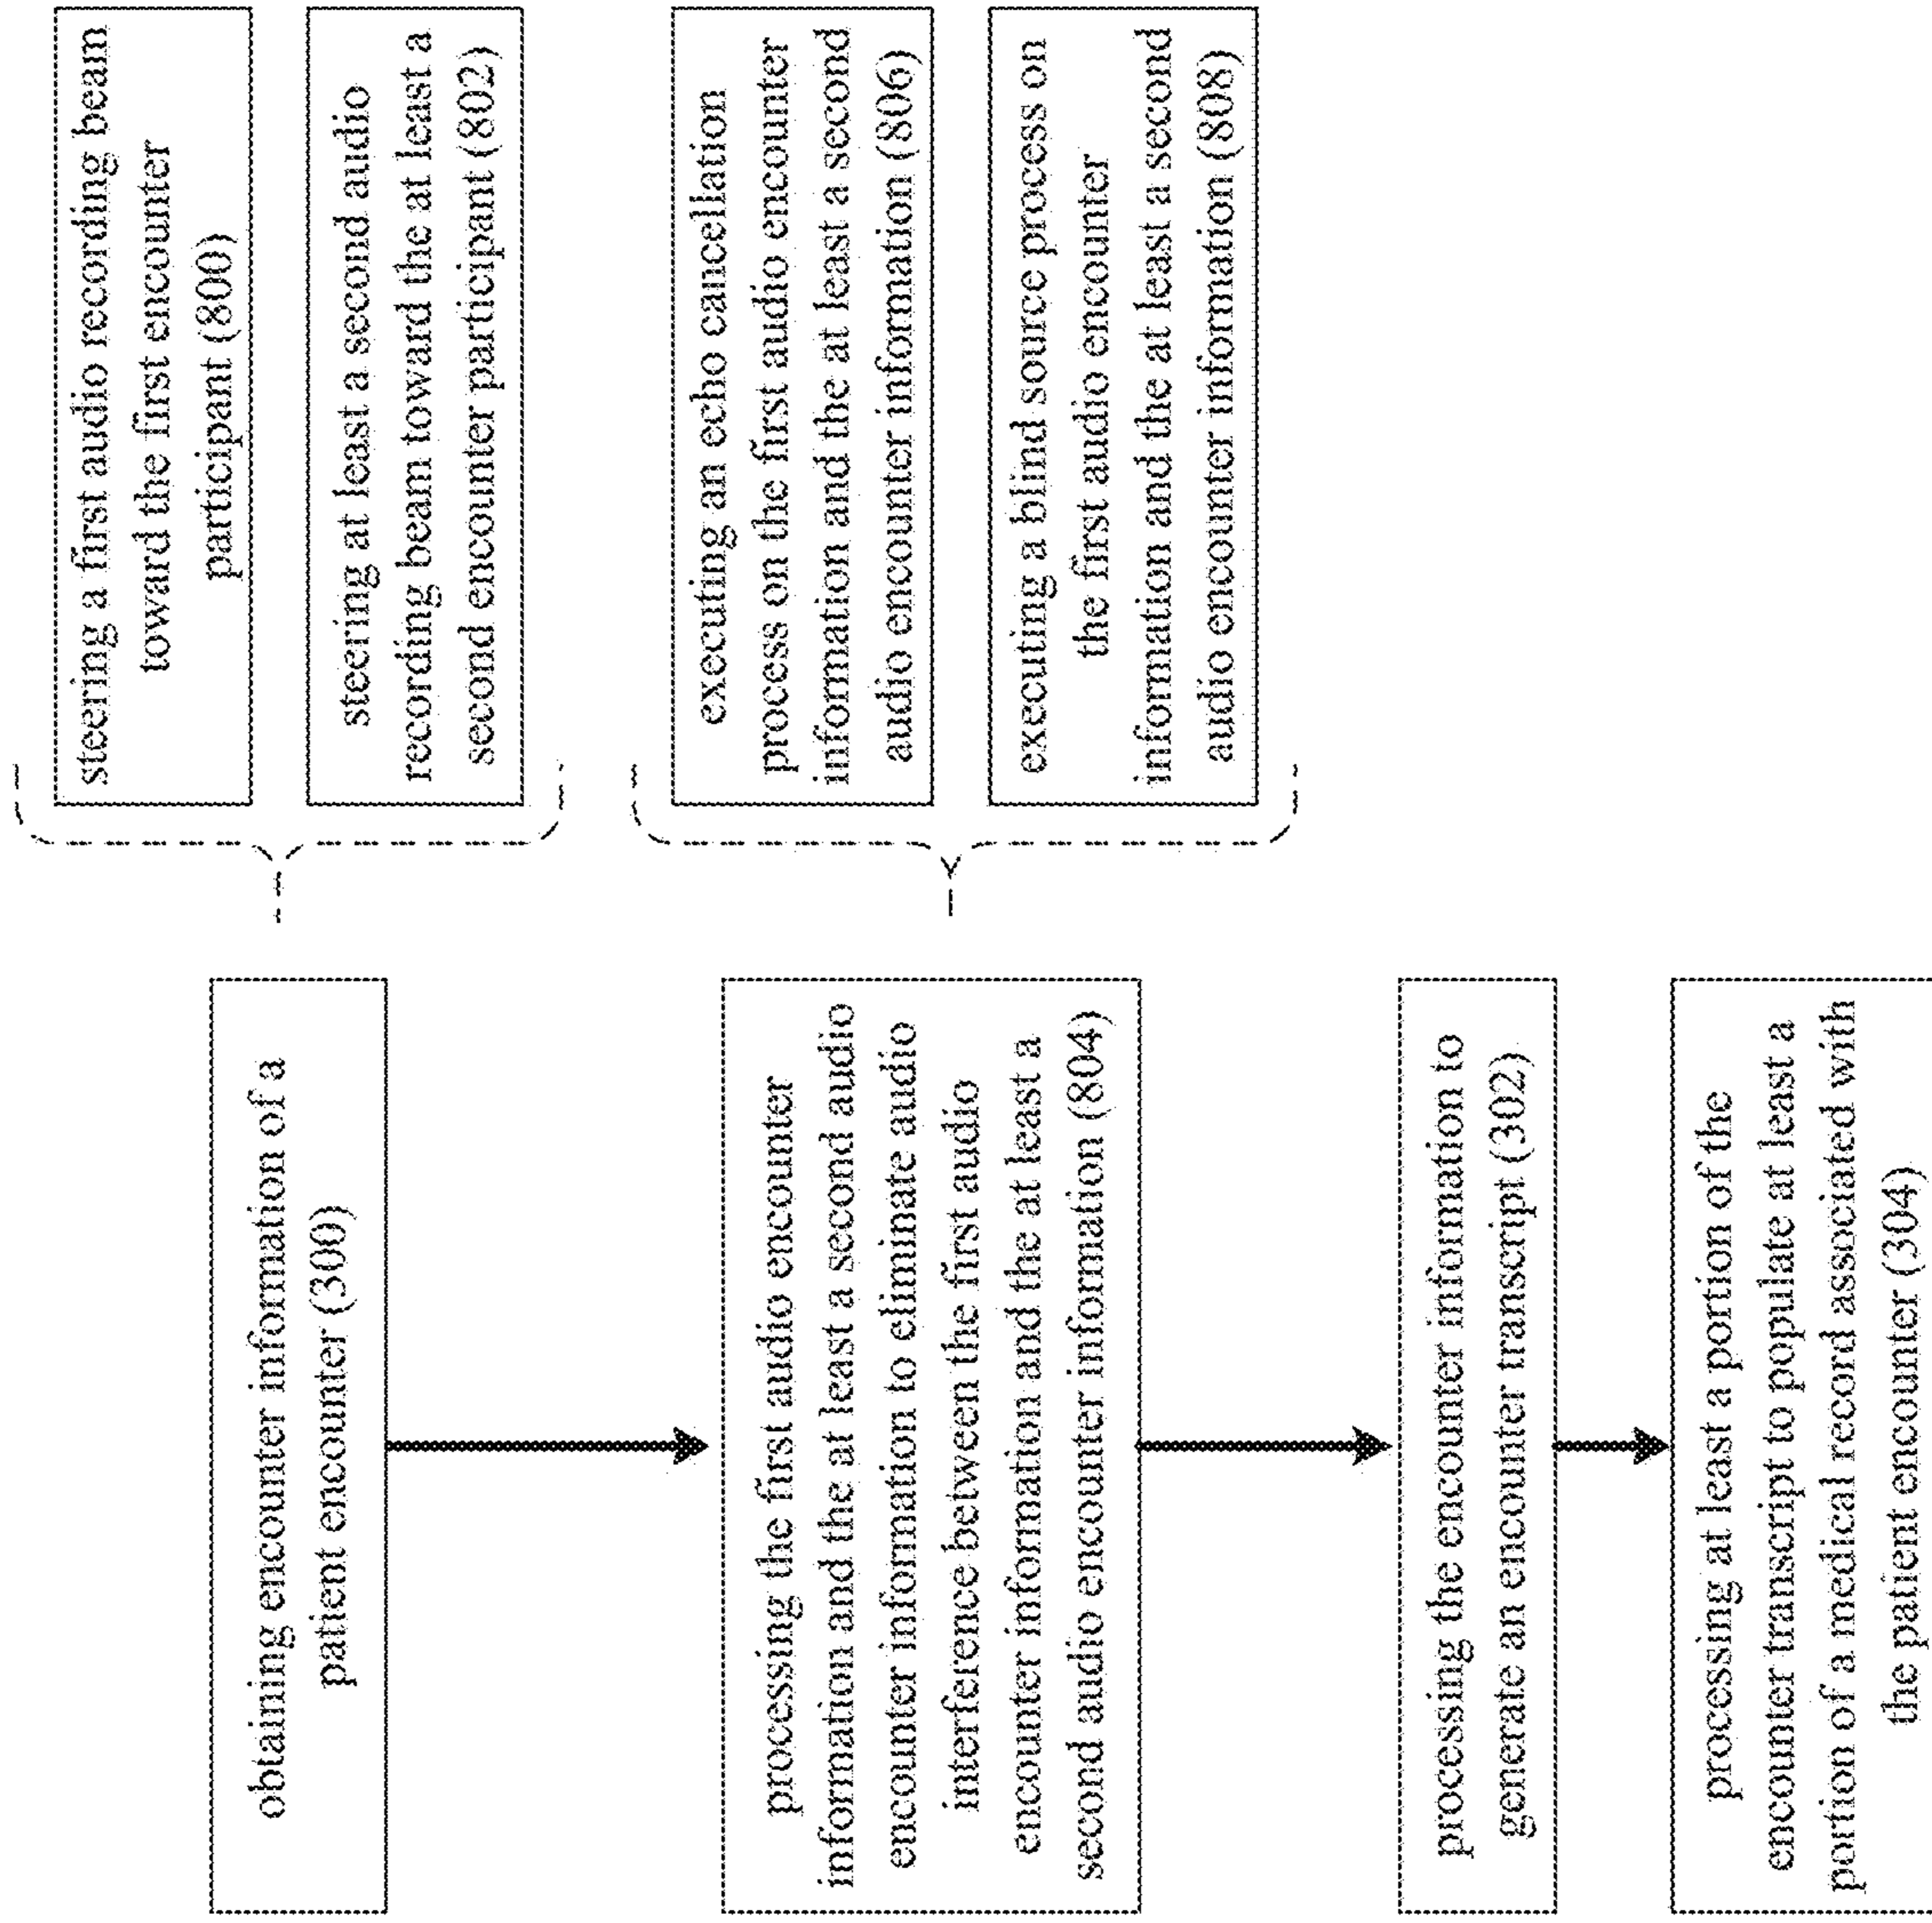 obtaining encounter information of a
patient encounter (300)
steering a first audio recording beam
toward the first encounter
participant (800)
steering at least a second audio
recording beam toward the at least a
second encounter participant (802)
processing the first audio encounter
information and the at least a second audio
encounter information to eliminate audio
interference between the first audio
encounter information and the at least a
second audio encounter information (804)
executing an echo cancellation
process on the first audio encounter
information and the at least a second
audio encounter information (806)
executing a blind source process on
the first audio encounter
information and the at least a second
audio encounter information (808)
processing the encounter information to
generate an encounter transcript (302)
processing at least a portion of the
encounter transcript to populate at least a
portion of a medical record associated with
the patient encounter (304)